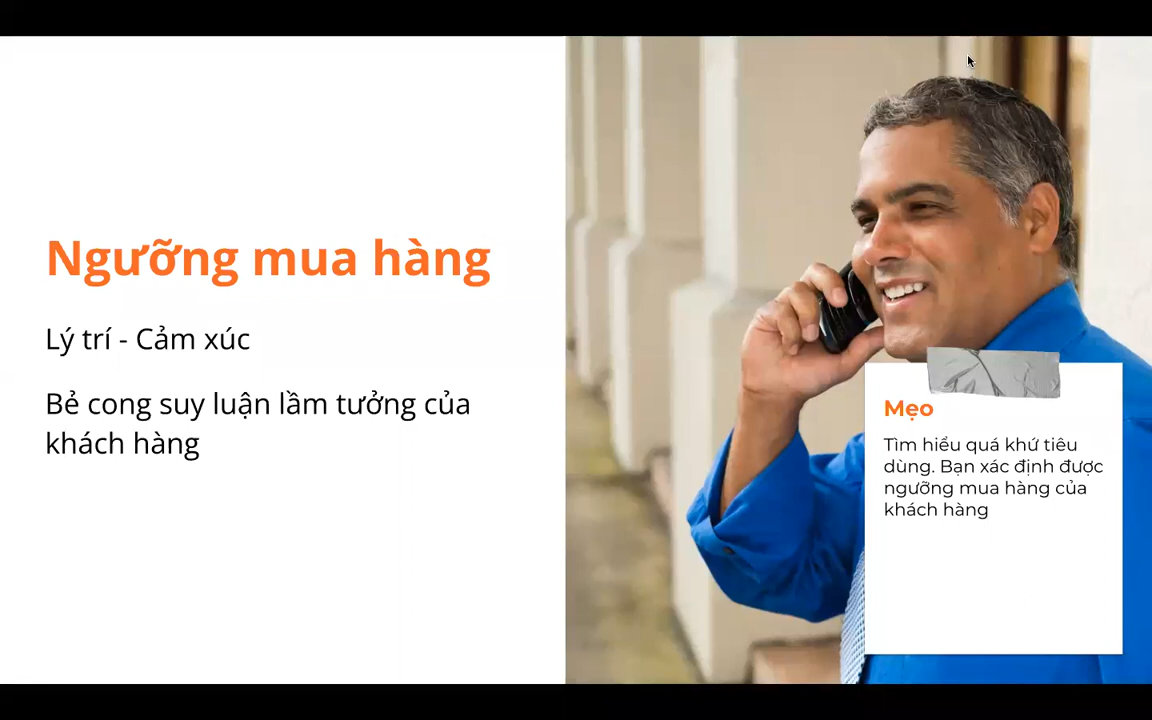 Ngưỡng mua hàng
Lý trí - Cảm xúc
Bẻ cong suy luận lầm tưởng của
khách hàng
Mẹo
Tìm hiểu quá khứ tiêu
dùng. Bạn xác định được
ngưỡng mua hàng của
khách hàng